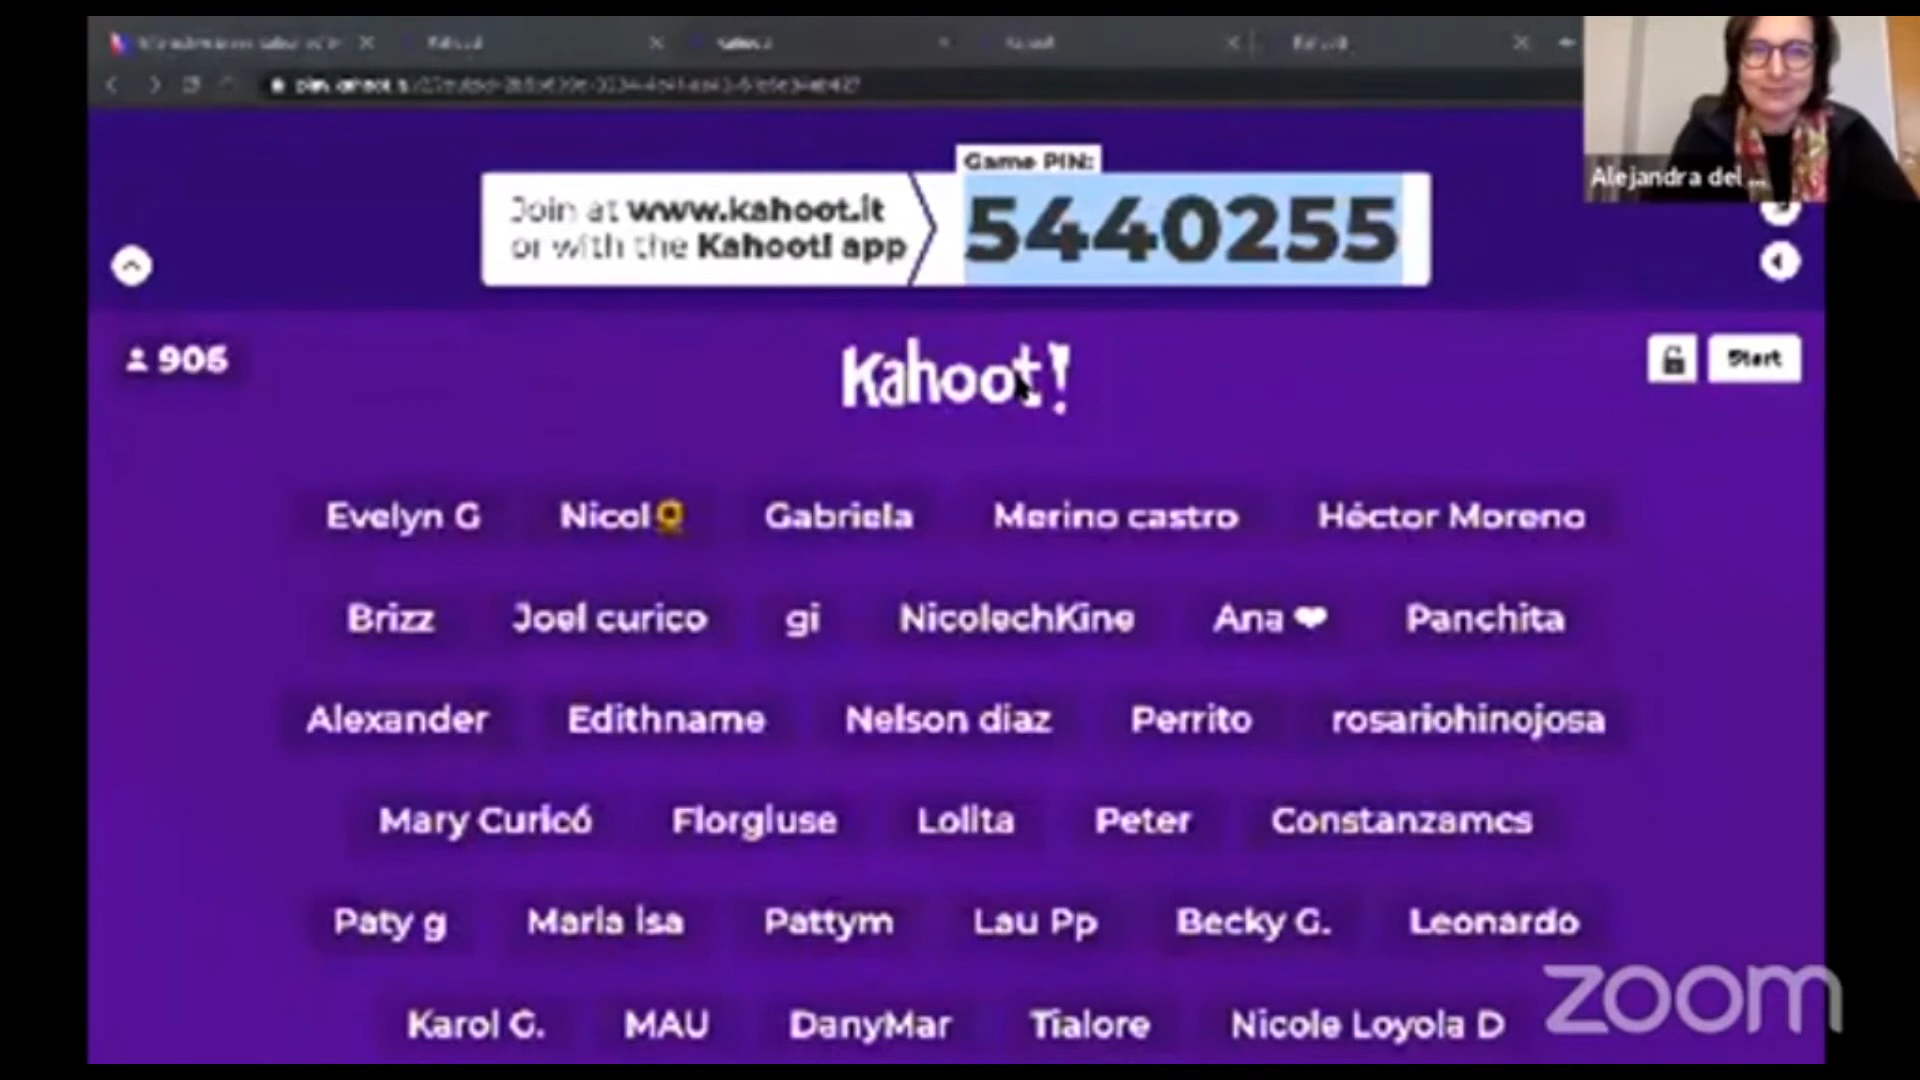 Game PIN:
Join at www.kahoot.it
or with the Kahoot! app
5440255
Alejandra del ...
906
Kahoot!
Start
Evelyn G Nicol🌻 Gabriela Merino castro Héctor Moreno
Brizz Joel curico gi NicolechKine Ana ❤ Panchita
Alexander Edithname Nelson diaz Perrito rosariohinojosa
Mary Curicó Florgluse Lolita Peter Constanzamcs
Paty g Maria isa Pattym Lau Pp Becky G. Leonardo
Karol G. MAU DanyMar Tialore Nicole Loyola D
zoom